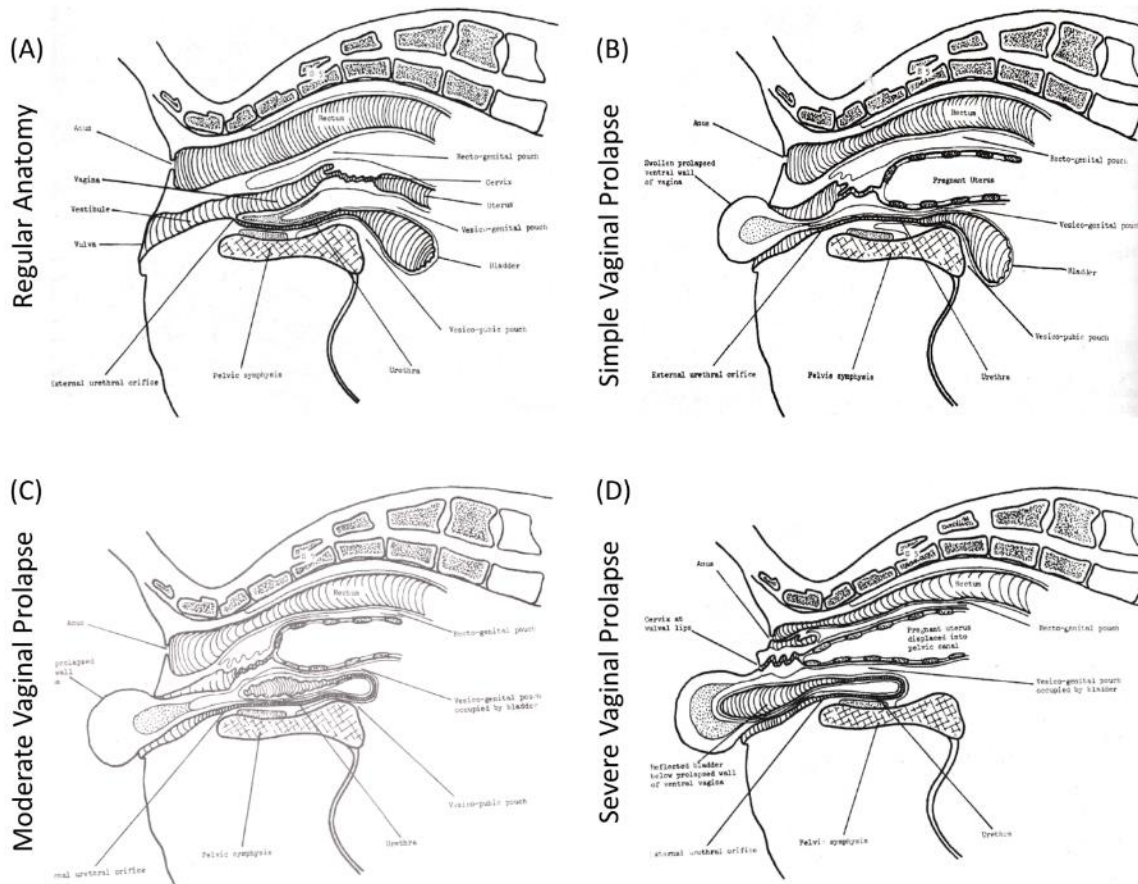 (A)
Regular Anatomy
Anus
Vagina
Vestibule
Vulva
Rectum
Recto-genital pouch
Cervix
Uterus
Vesico-genital pouch
Bladder
Vesico-pubic pouch
External urethral orifice
Pelvic symphysis
Urethra
(B)
Simple Vaginal Prolapse
Anus
Swollen prolapsed
ventral wall
of vagina
Rectum
Recto-genital pouch
Pregnant Uterus
Vesico-genital pouch
Bladder
Vesico-pubic pouch
External urethral orifice
Pelvis symphysis
Urethra
(C)
Moderate Vaginal Prolapse
Anus
prolapsed
wall
Rectum
Recto-genital pouch
Vesico-genital pouch
occupied by bladder
Vesico-pubic pouch
nal urethral orifice
Pelvic symphysis
Urethra
(D)
Severe Vaginal Prolapse
Anus
Cervix at
vulval lips
Rectum
Pregnant uterus
displaced into
pelvic canal
Recto-genital pouch
Vesico-genital pouch
occupied by bladder
Reflected bladder
below prolapsed wall
of ventral vagina
External urethral orifice
Pelvic symphysis
Urethra